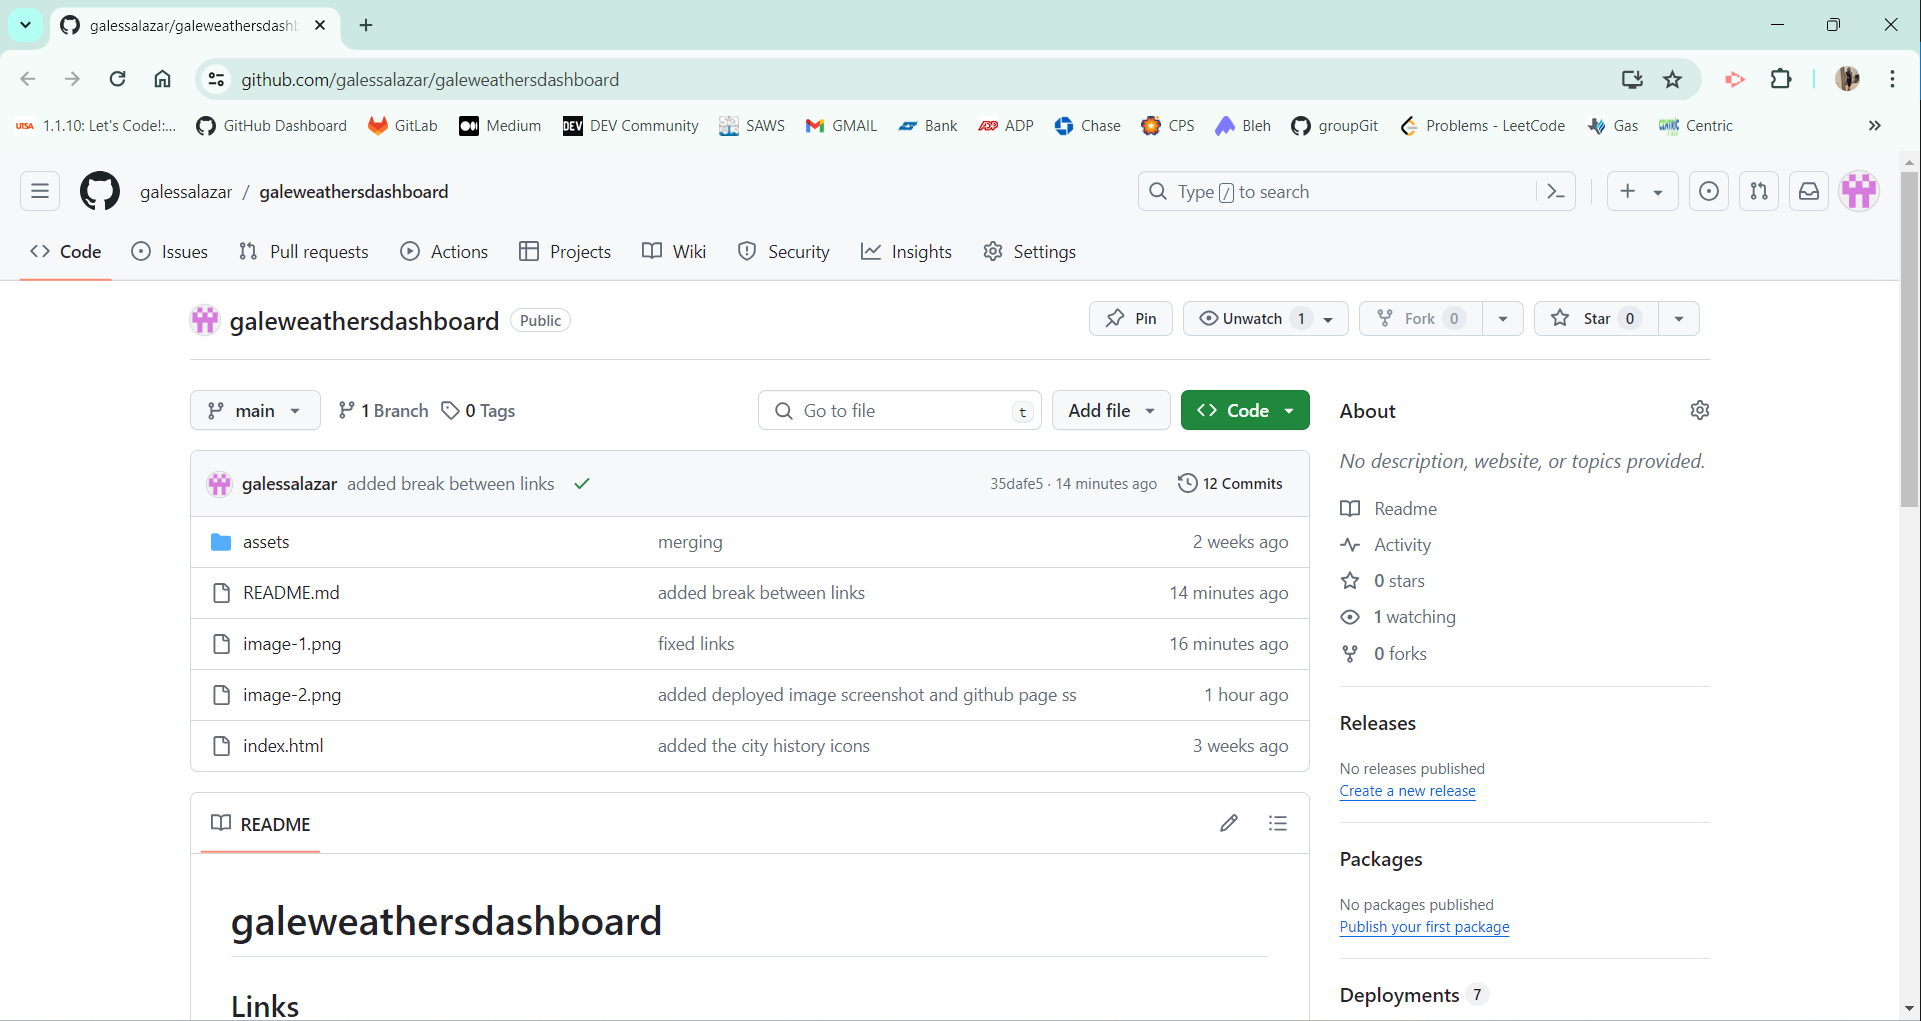 galessalazar/galeweathersdashb
github.com/galessalazar/galeweathersdashboard
UTSA 1.1.10: Let's Code!:... GitHub Dashboard GitLab Medium DEV DEV Community SAWS GMAIL Bank ADP ADP Chase CPS Bleh groupGit Problems - LeetCode Gas Centric
galessalazar / galeweathersdashboard
Type / to search
Code Issues Pull requests Actions Projects Wiki Security Insights Settings
galeweathersdashboard Public
Pin Unwatch 1 Fork 0 Star 0
main 1 Branch 0 Tags Go to file t Add file Code
galessalazar added break between links 35dafe5 · 14 minutes ago 12 Commits
assets merging 2 weeks ago
README.md added break between links 14 minutes ago
image-1.png fixed links 16 minutes ago
image-2.png added deployed image screenshot and github page ss 1 hour ago
index.html added the city history icons 3 weeks ago
README
galeweathersdashboard
Links
About
No description, website, or topics provided.
Readme
Activity
0 stars
1 watching
0 forks
Releases
No releases published
Create a new release
Packages
No packages published
Publish your first package
Deployments 7